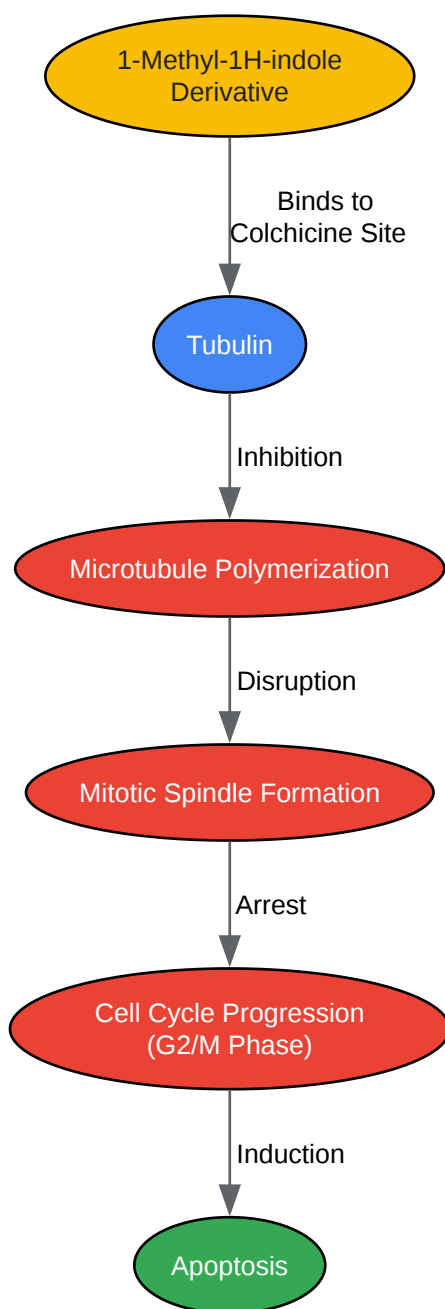 1-Methyl-1H-indole
Derivative
Binds to
Colchicine Site
Tubulin
Inhibition
Microtubule Polymerization
Disruption
Mitotic Spindle Formation
Arrest
Cell Cycle Progression
(G2/M Phase)
Induction
Apoptosis